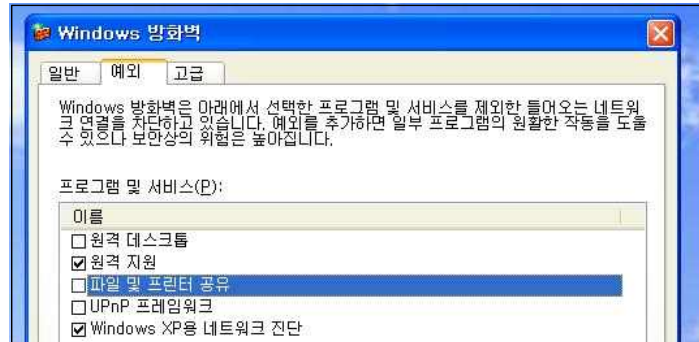 Windows 방화벽
일반 예외 고급
Windows 방화벽은 아래에서 선택한 프로그램 및 서비스를 제외한 들어오는 네트워
크 연결을 차단하고 있습니다. 예외를 추가하면 일부 프로그램의 원활한 작동을 도울
수 있으나 보안상의 위험은 높아집니다.
프로그램 및 서비스(P):
이름
원격 데스크톱
원격 지원
파일 및 프린터 공유
UPnP 프레임워크
Windows XP용 네트워크 진단